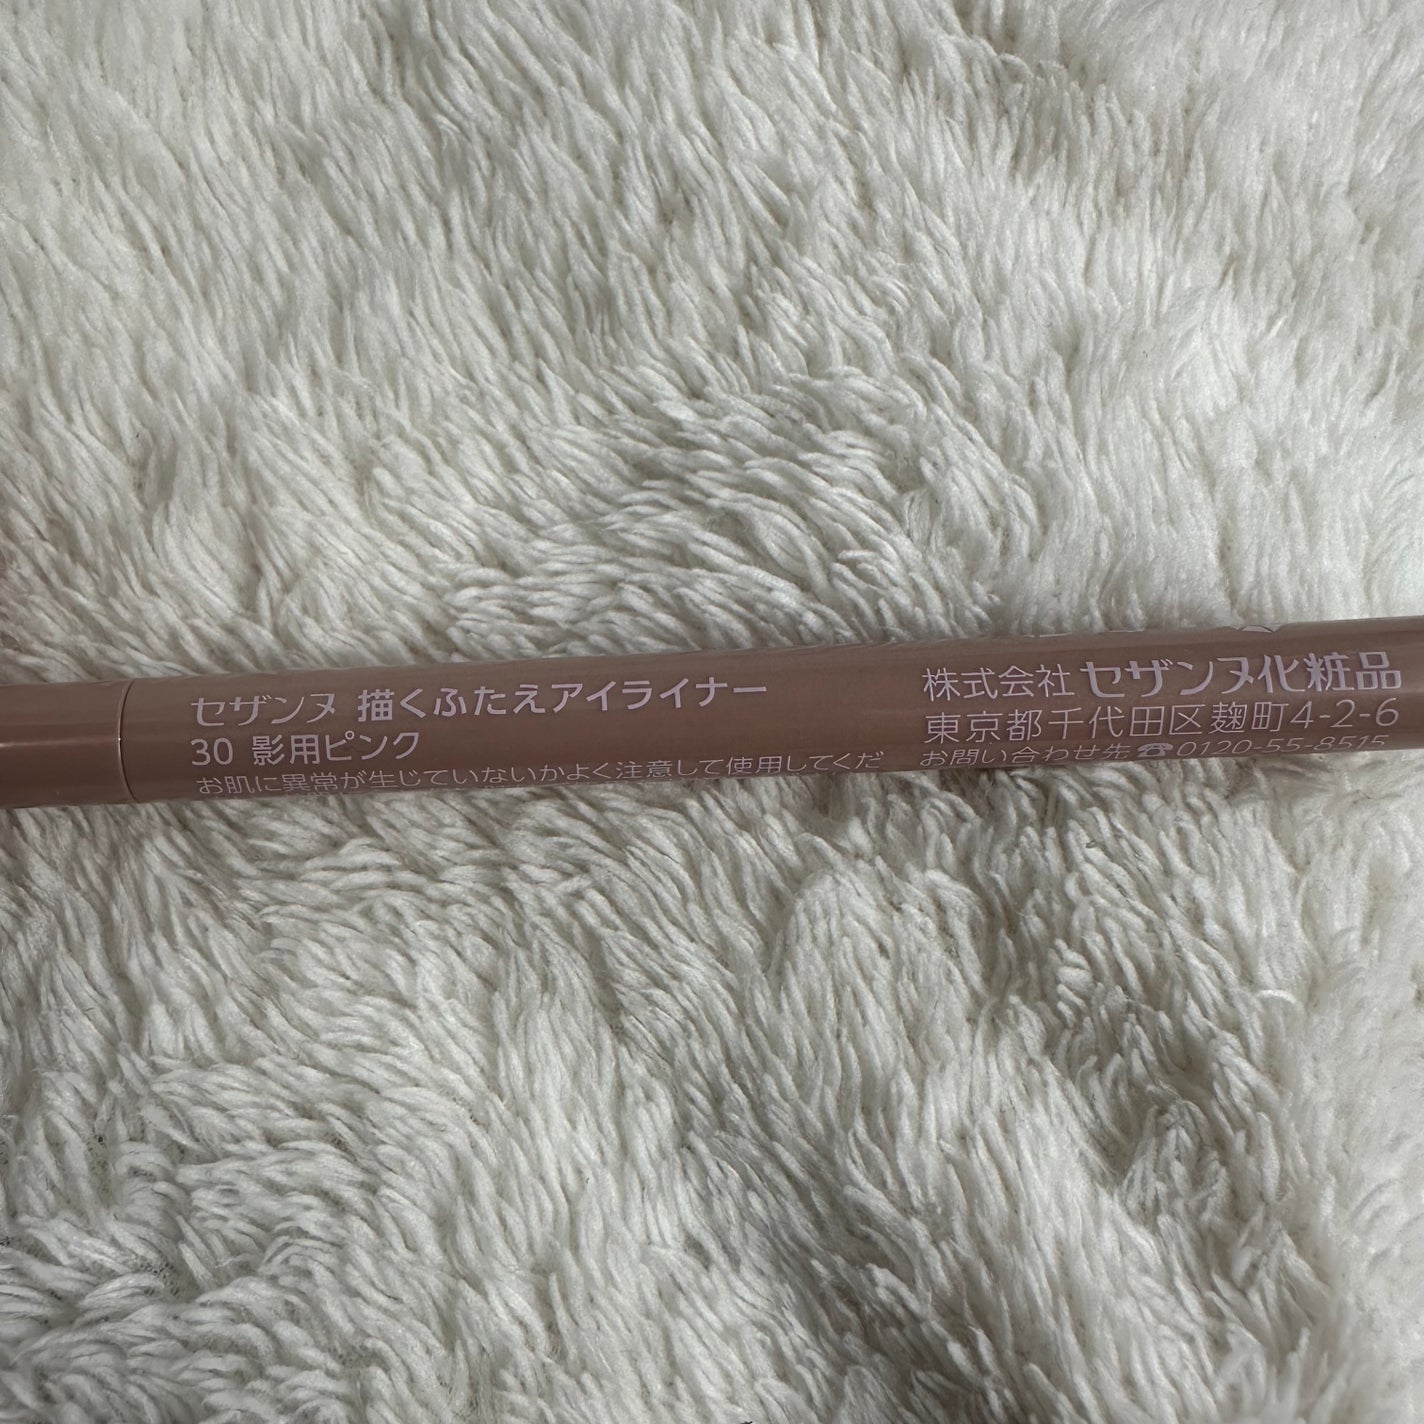 セザンヌ 描くふたえアイライナー
30 影用ピンク
お肌に異常が生じていないかよく注意して使用してくだ
株式会社 セザンヌ化粧品
東京都千代田区麹町4-2-6
お問い合わせ先☎0120-55-8515